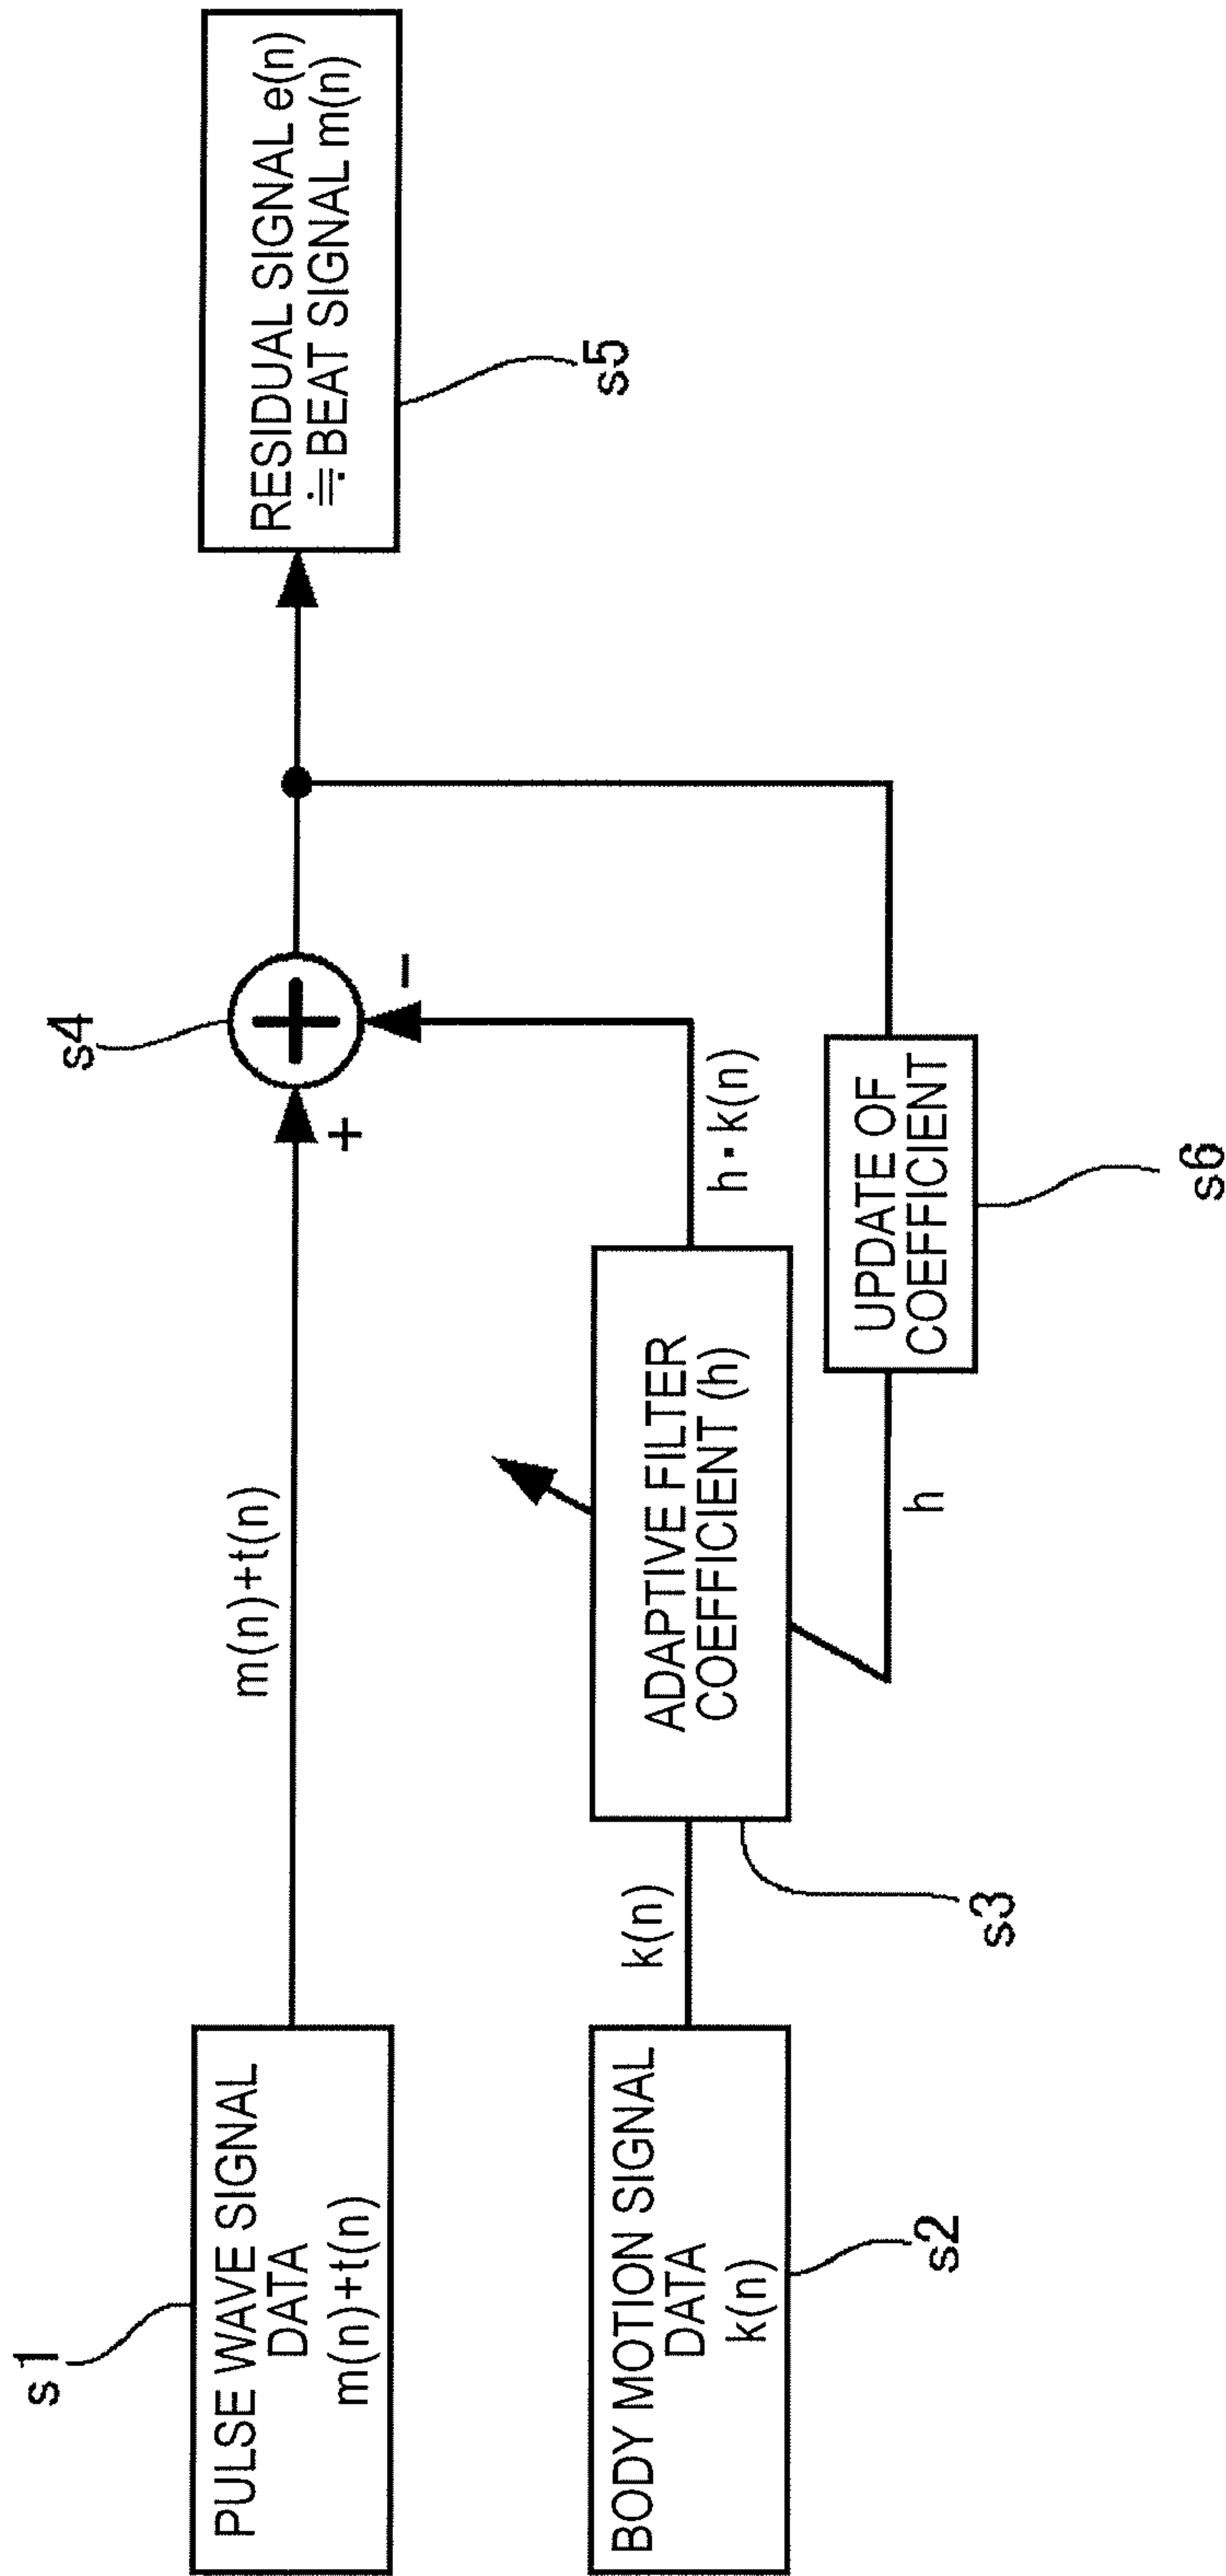 s1
PULSE WAVE SIGNAL
DATA
m(n)+t(n)
m(n)+t(n)
+
s4
-
RESIDUAL SIGNAL e(n)
≒ BEAT SIGNAL m(n)
s5
BODY MOTION SIGNAL
DATA
k(n)
s2
k(n)
ADAPTIVE FILTER
COEFFICIENT (h)
s3
h・k(n)
h
UPDATE OF
COEFFICIENT
s6